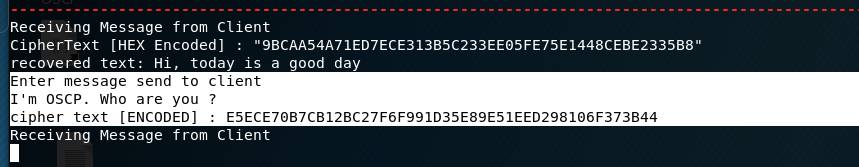 Receiving Message from Client
CipherText [HEX Encoded] : "9BCAA54A71ED7ECE313B5C233EE05FE75E1448CEBE2335B8"
recovered text: Hi, today is a good day
Enter message send to client
I'm OSCP. Who are you ?
cipher text [ENCODED] : E5ECE70B7CB12BC27F6F991D35E89E51EED298106F373B44
Receiving Message from Client